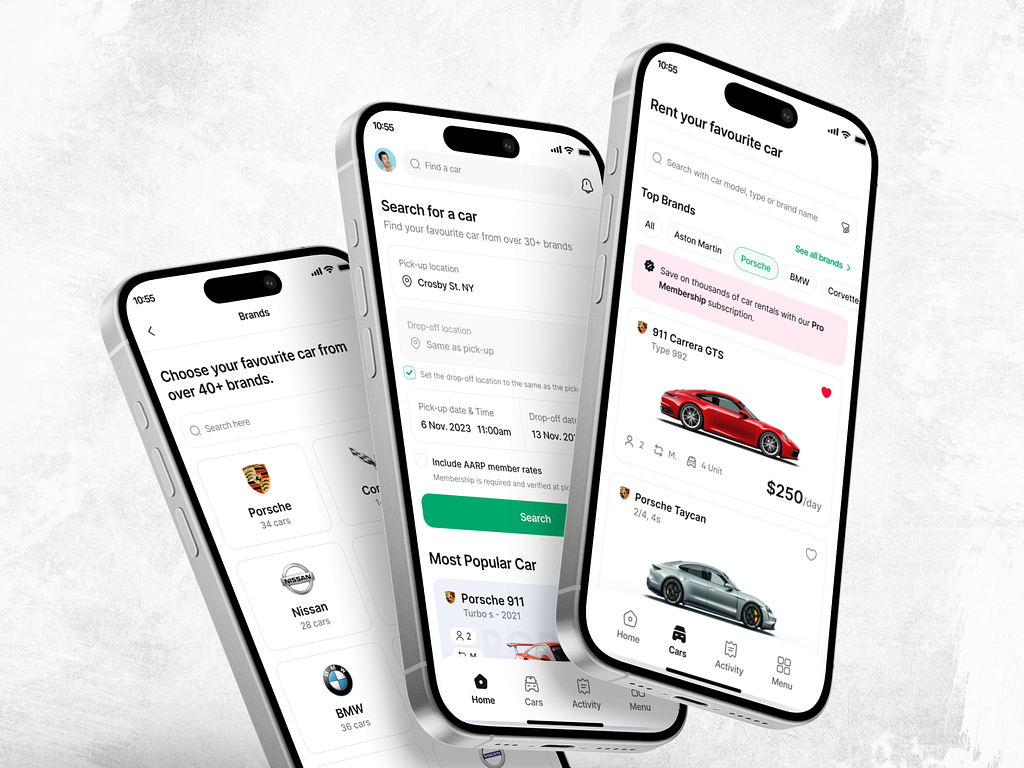 10:55
Brands
Choose your favourite car from
over 40+ brands.
Search here
Porsche
34 cars
NISSAN
Nissan
28 cars
BMW
36 cars
10:55
Find a car
Search for a car
Find your favourite car from over 30+ brands
Pick-up location
Crosby St. NY
Drop-off location
Same as pick-up
Set the drop-off location to the same as the pick-
Pick-up date & Time
6 Nov. 2023 11:00am
Drop-off dat
13 Nov. 20
Include AARP member rates
Membership is required and verified at pic
Search
Most Popular Car
Porsche 911
Turbo s - 2021
2
M
Home
Cars
Activity
Menu
10:55
Rent your favourite car
Search with car model, type or brand name
Top Brands
See all brands
All
Aston Martin
Porsche
BMW
Corvette
Save on thousands of car rentals with our Pro
Membership subscription.
911 Carrera GTS
Type 992
2
M.
4 Unit
$250/day
Porsche Taycan
2/4, 4s
Home
Cars
Activity
Menu